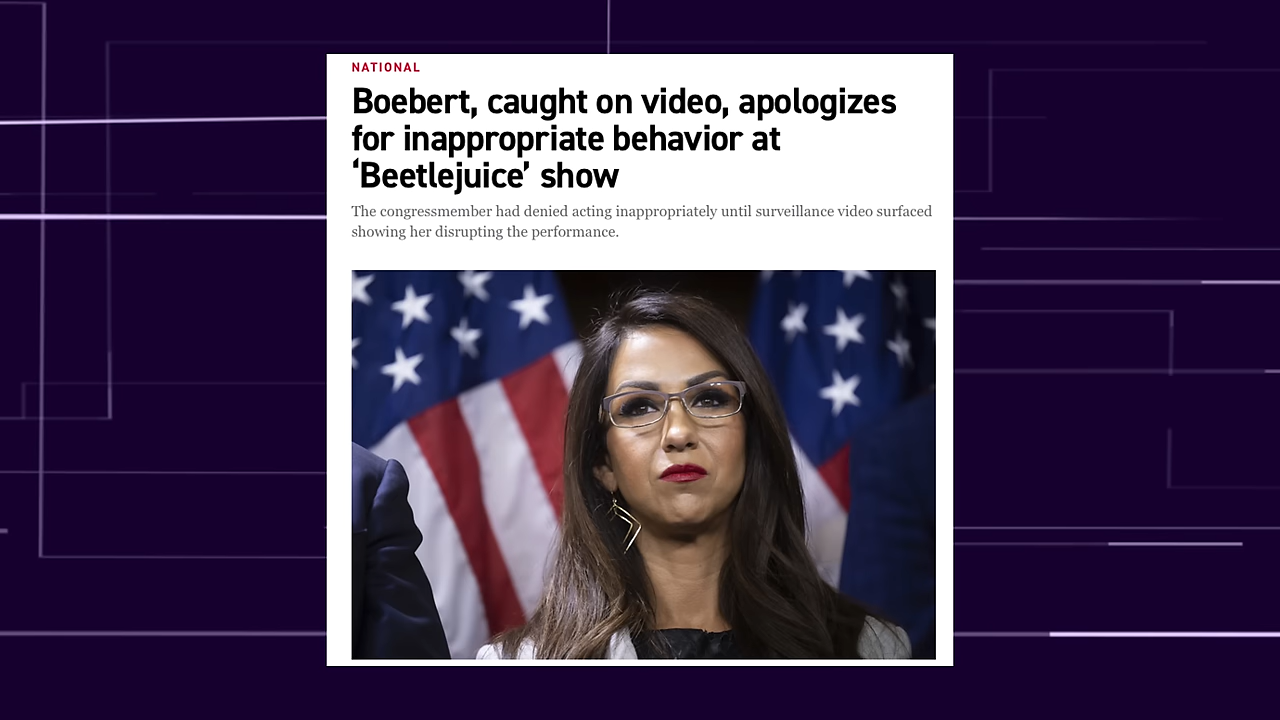 NATIONAL
Boebert, caught on video, apologizes
for inappropriate behavior at
‘Beetlejuice’ show
The congressmember had denied acting inappropriately until surveillance video surfaced
showing her disrupting the performance.